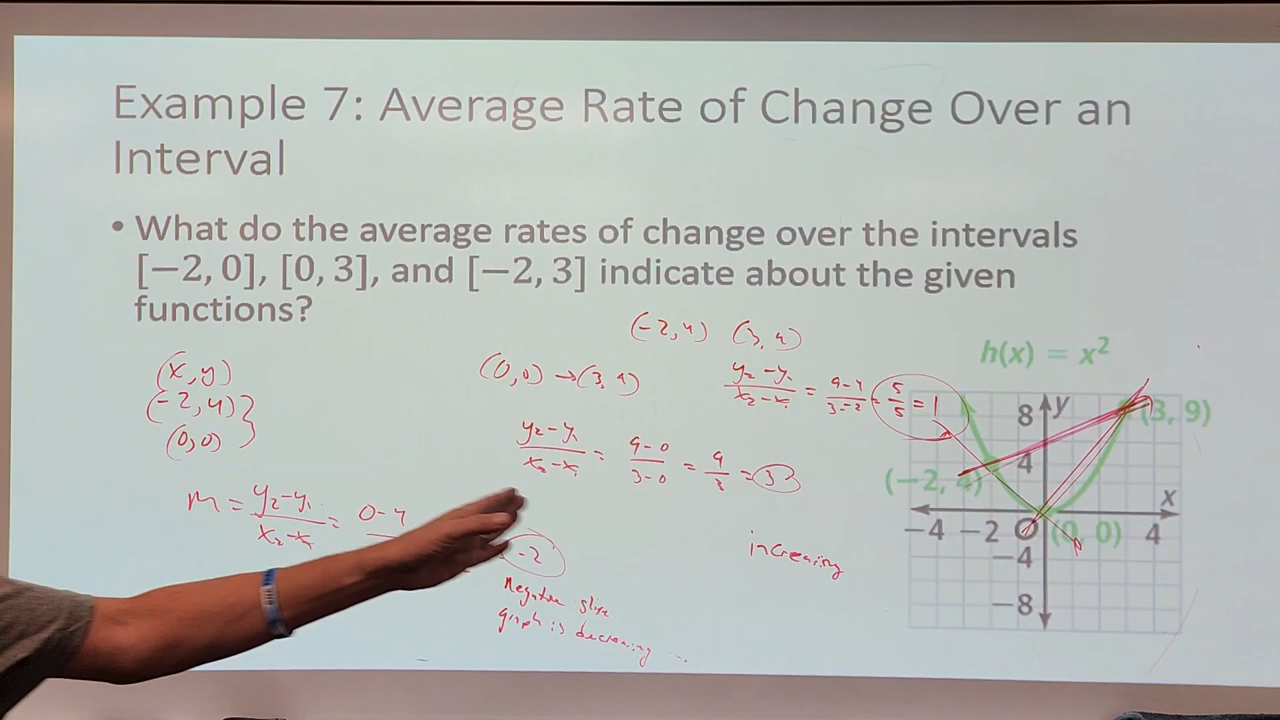 Example 7: Average Rate of Change Over an
Interval
• What do the average rates of change over the intervals
[−2, 0], [0, 3], and [−2, 3] indicate about the given
functions?
(x, y)
(-2, 4) }
(0, 0)
m = y₂-y₁ / x₂-x₁ = 0-4
-2
Negative slope
graph is decreasing ...
(0,0) → (3, 9)
y₂-y₁ / x₂-x₁ = 9-0 / 3-0 = 9/3 = 3
(-2, 4) (3, 9)
y₂-y₁ / x₂-x₁ = 9-4 / 3--2 = 5/5 = 1
increasing
h(x) = x²
8 y
(3, 9)
4
(−2, 4)
x
−4 −2 O (0, 0) 4
−4
−8